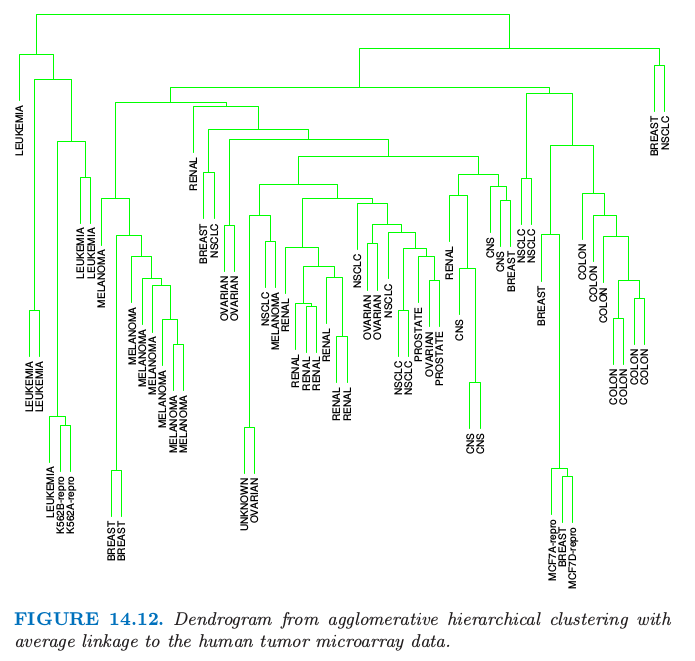 LEUKEMIA
LEUKEMIA
LEUKEMIA
LEUKEMIA
K562B-repro
K562A-repro
LEUKEMIA
LEUKEMIA
MELANOMA
BREAST
BREAST
MELANOMA
MELANOMA
MELANOMA
MELANOMA
MELANOMA
MELANOMA
RENAL
BREAST
NSCLC
OVARIAN
OVARIAN
UNKNOWN
OVARIAN
NSCLC
MELANOMA
RENAL
RENAL
RENAL
RENAL
RENAL
RENAL
RENAL
NSCLC
OVARIAN
OVARIAN
NSCLC
NSCLC
NSCLC
PROSTATE
OVARIAN
PROSTATE
RENAL
CNS
CNS
CNS
CNS
CNS
BREAST
NSCLC
NSCLC
BREAST
MCF7A-repro
BREAST
MCF7D-repro
COLON
COLON
COLON
COLON
COLON
COLON
COLON
BREAST
NSCLC
FIGURE 14.12. Dendrogram from agglomerative hierarchical clustering with
average linkage to the human tumor microarray data.